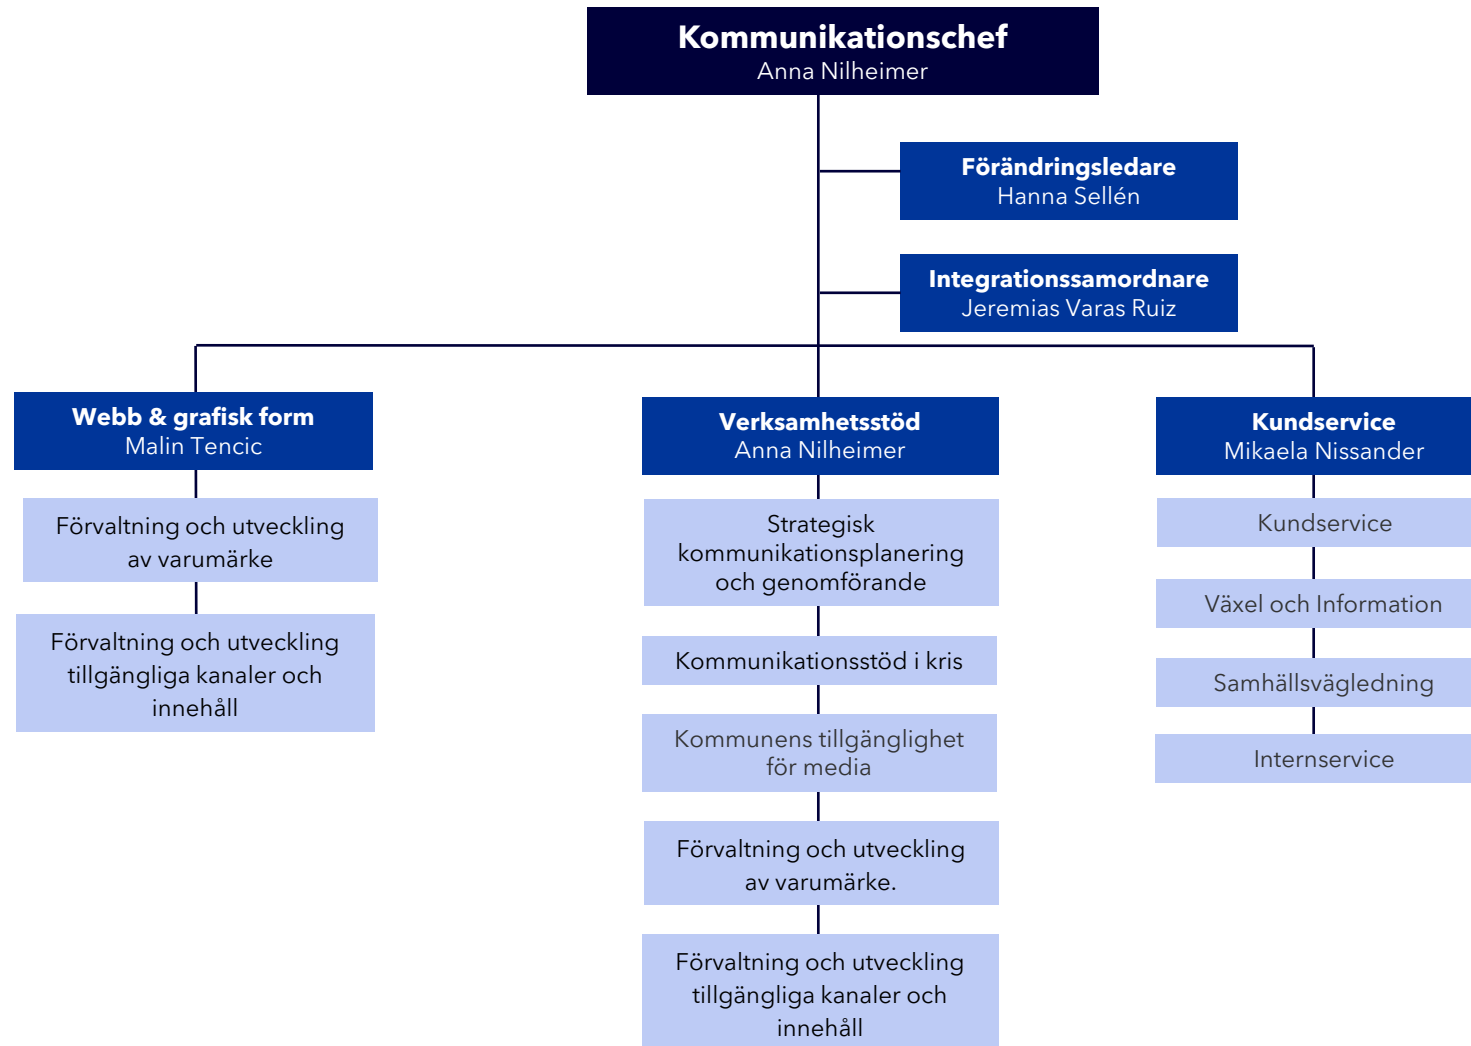 Kommunikationschef
Anna Nilheimer
Förändringsledare
Hanna Sellén
Integrationssamordnare
Jeremias Varas Ruiz
Webb & grafisk form
Malin Tencic
Förvaltning och utveckling
av varumärke
Förvaltning och utveckling
tillgängliga kanaler och
innehåll
Verksamhetsstöd
Anna Nilheimer
Strategisk
kommunikationsplanering
och genomförande
Kommunikationsstöd i kris
Kommunens tillgänglighet
för media
Förvaltning och utveckling
av varumärke.
Förvaltning och utveckling
tillgängliga kanaler och
innehåll
Kundservice
Mikaela Nissander
Kundservice
Växel och Information
Samhällsvägledning
Internservice